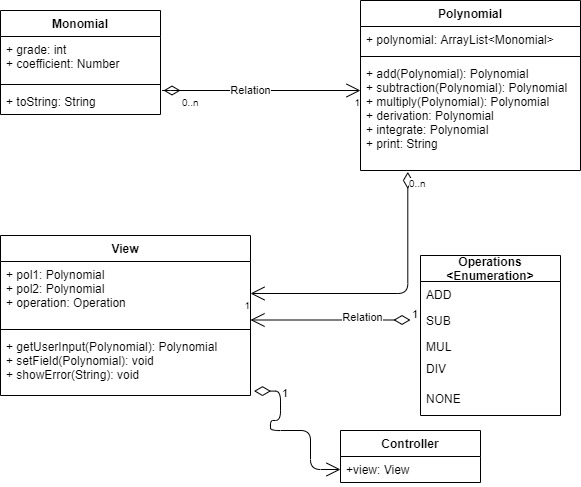 Monomial
+ grade: int
+ coefficient: Number
+ toString: String
Polynomial
+ polynomial: ArrayList<Monomial>
+ add(Polynomial): Polynomial
+ subtraction(Polynomial): Polynomial
+ multiply(Polynomial): Polynomial
+ derivation: Polynomial
+ integrate: Polynomial
+ print: String
Relation
0..n
1
0..n
View
+ pol1: Polynomial
+ pol2: Polynomial
+ operation: Operation
+ getUserInput(Polynomial): Polynomial
+ setField(Polynomial): void
+ showError(String): void
1
Relation
1
Operations
<Enumeration>
ADD
SUB
MUL
DIV
NONE
1
Controller
+view: View